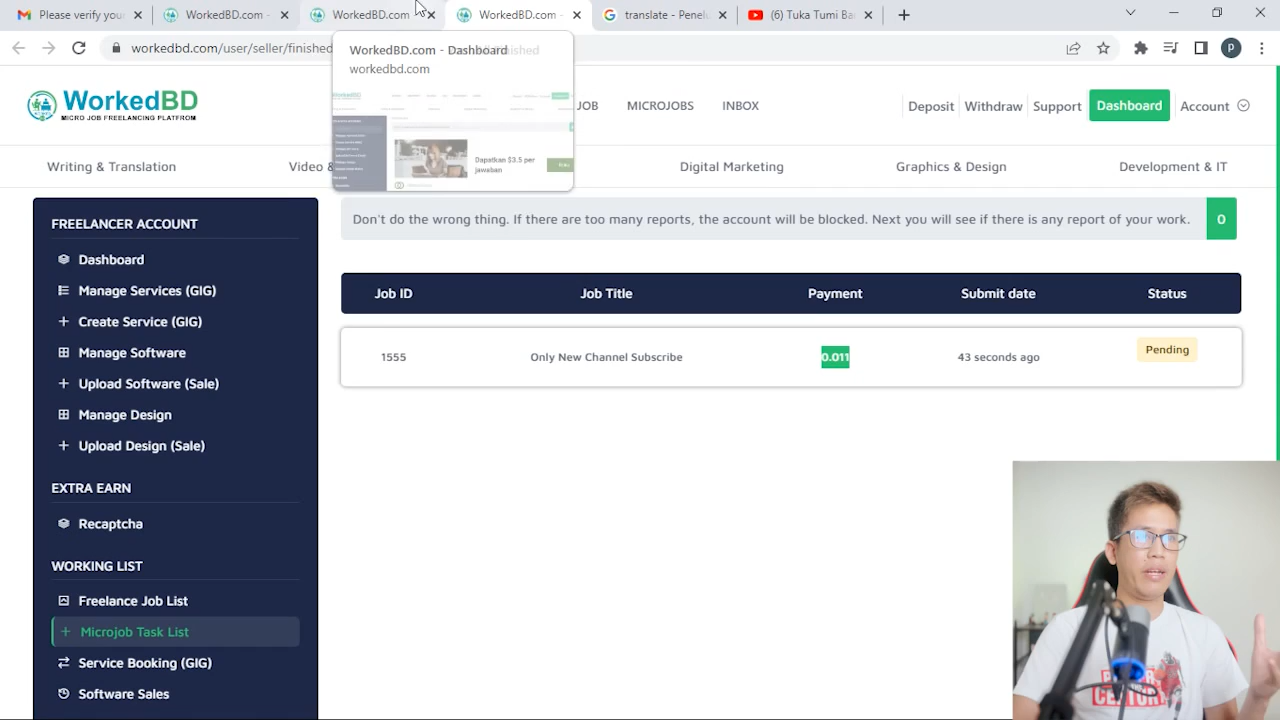 Please verify your
WorkedBD.com -
WorkedBD.com -
WorkedBD.com -
translate - Penelu
(6) Tuka Tumi Ba
workedbd.com/user/seller/finished
WorkedBD.com - Dashboard
workedbd.com
Dapatkan $3.5 per
jawaban
WorkedBD
MICRO JOB FREELANCING PLATFROM
JOB
MICROJOBS
INBOX
Deposit
Withdraw
Support
Dashboard
Account
Writing & Translation
Video &
Digital Marketing
Graphics & Design
Development & IT
Don't do the wrong thing. If there are too many reports, the account will be blocked. Next you will see if there is any report of your work.
0
FREELANCER ACCOUNT
Dashboard
Manage Services (GIG)
Create Service (GIG)
Manage Software
Upload Software (Sale)
Manage Design
Upload Design (Sale)
EXTRA EARN
Recaptcha
WORKING LIST
Freelance Job List
Microjob Task List
Service Booking (GIG)
Software Sales
Job ID
Job Title
Payment
Submit date
Status
1555
Only New Channel Subscribe
0.011
43 seconds ago
Pending
CENTURY